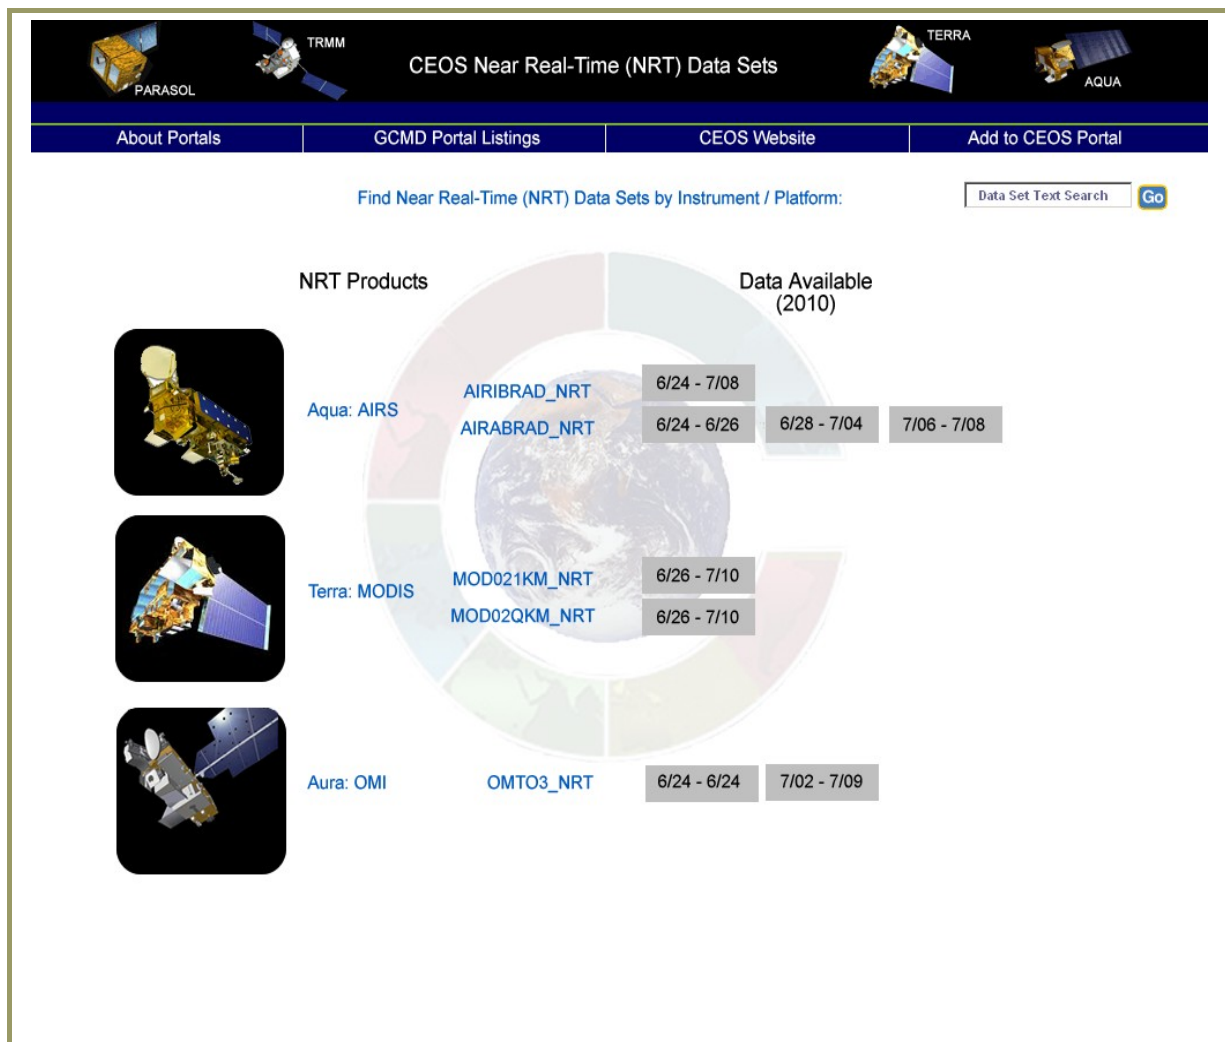 PARASOL
TRMM
CEOS Near Real-Time (NRT) Data Sets
TERRA
AQUA
About Portals
GCMD Portal Listings
CEOS Website
Add to CEOS Portal
Find Near Real-Time (NRT) Data Sets by Instrument / Platform:
Data Set Text Search
Go
NRT Products
Data Available
(2010)
Aqua: AIRS
AIRIBRAD_NRT
6/24 - 7/08
AIRABRAD_NRT
6/24 - 6/26
6/28 - 7/04
7/06 - 7/08
Terra: MODIS
MOD021KM_NRT
6/26 - 7/10
MOD02QKM_NRT
6/26 - 7/10
Aura: OMI
OMTO3_NRT
6/24 - 6/24
7/02 - 7/09